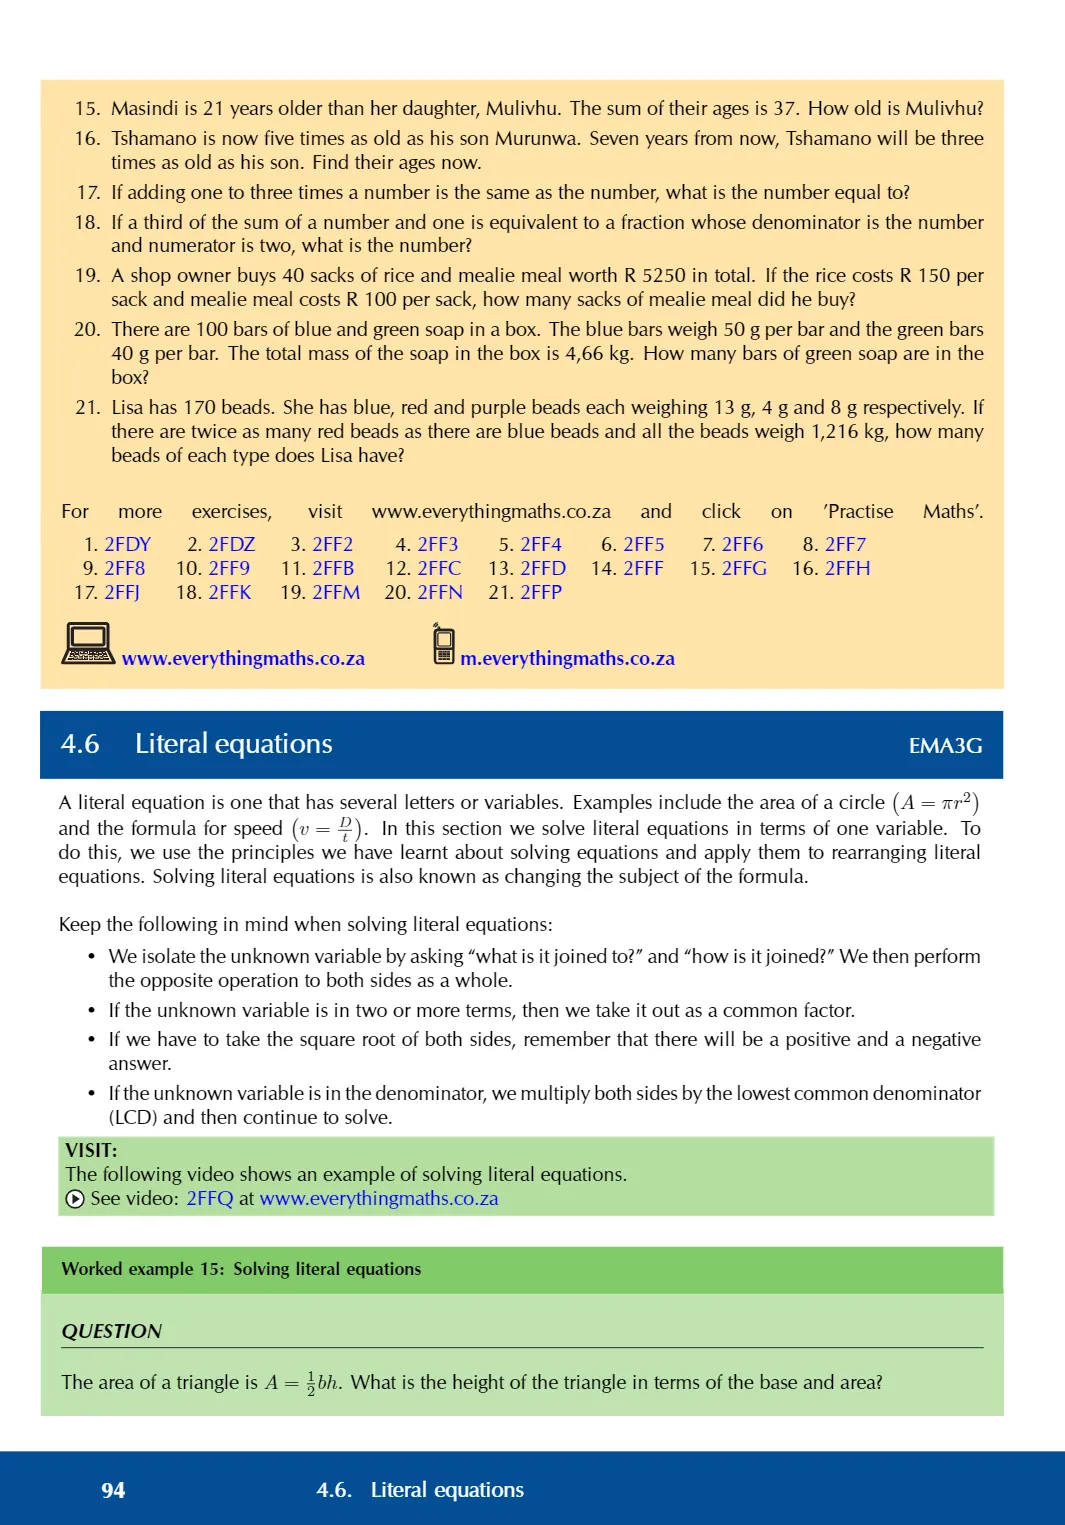 15. Masindi is 21 years older than her daughter, Mulivhu. The sum of their ages is 37. How old is Mulivhu?
16. Tshamano is now five times as old as his son Murunwa. Seven years from now, Tshamano will be three
times as old as his son. Find their ages now.
17. If adding one to three times a number is the same as the number, what is the number equal to?
18. If a third of the sum of a number and one is equivalent to a fraction whose denominator is the number
and numerator is two, what is the number?
19. A shop owner buys 40 sacks of rice and mealie meal worth R 5250 in total. If the rice costs R 150 per
sack and mealie meal costs R 100 per sack, how many sacks of mealie meal did he buy?
20. There are 100 bars of blue and green soap in a box. The blue bars weigh 50 g per bar and the green bars
40 g per bar. The total mass of the soap in the box is 4,66 kg. How many bars of green soap are in the
box?
21. Lisa has 170 beads. She has blue, red and purple beads each weighing 13 g, 4 g and 8 g respectively. If
there are twice as many red beads as there are blue beads and all the beads weigh 1,216 kg, how many
beads of each type does Lisa have?
For more exercises, visit www.everythingmaths.co.za and click on ’Practise Maths’.
1. 2FDY 2. 2FDZ 3. 2FF2 4. 2FF3 5. 2FF4 6. 2FF5 7. 2FF6 8. 2FF7
9. 2FF8 10. 2FF9 11. 2FFB 12. 2FFC 13. 2FFD 14. 2FFF 15. 2FFG 16. 2FFH
17. 2FFJ 18. 2FFK 19. 2FFM 20. 2FFN 21. 2FFP
www.everythingmaths.co.za m.everythingmaths.co.za
4.6 Literal equations EMA3G
A literal equation is one that has several letters or variables. Examples include the area of a circle (A = πr²)
and the formula for speed (v = D/t). In this section we solve literal equations in terms of one variable. To
do this, we use the principles we have learnt about solving equations and apply them to rearranging literal
equations. Solving literal equations is also known as changing the subject of the formula.
Keep the following in mind when solving literal equations:
• We isolate the unknown variable by asking “what is it joined to?” and “how is it joined?” We then perform
the opposite operation to both sides as a whole.
• If the unknown variable is in two or more terms, then we take it out as a common factor.
• If we have to take the square root of both sides, remember that there will be a positive and a negative
answer.
• If the unknown variable is in the denominator, we multiply both sides by the lowest common denominator
(LCD) and then continue to solve.
VISIT:
The following video shows an example of solving literal equations.
See video: 2FFQ at www.everythingmaths.co.za
Worked example 15: Solving literal equations
QUESTION
The area of a triangle is A = ½bh. What is the height of the triangle in terms of the base and area?
94 4.6. Literal equations